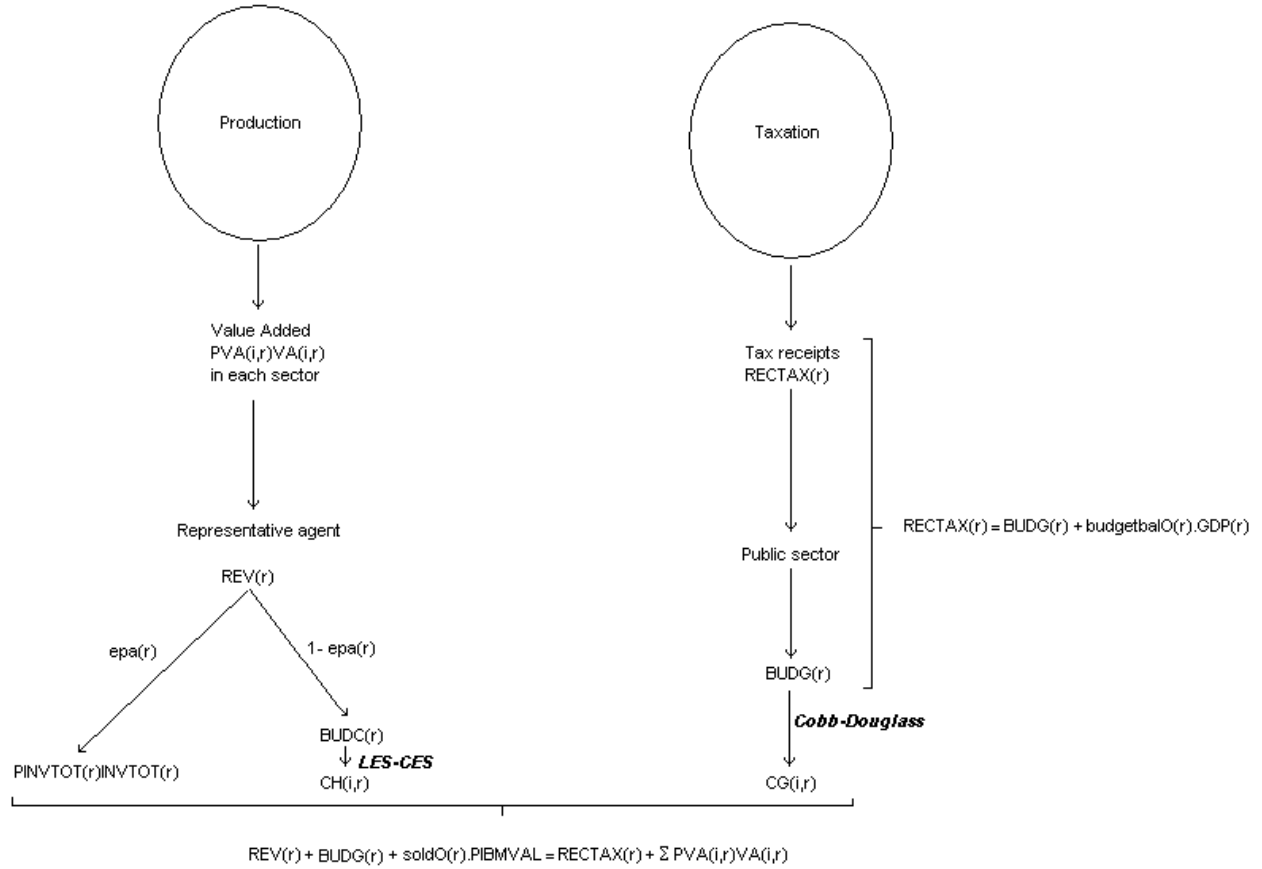 Production
Taxation
Value Added
PVA(i,r)VA(i,r)
in each sector
Tax receipts
RECTAX(r)
RECTAX(r) = BUDG(r) + budgetbal0(r).GDP(r)
Representative agent
Public sector
REV(r)
epa(r)
1- epa(r)
BUDG(r)
Cobb-Douglass
BUDC(r)
LES-CES
PINVTOT(r)INVTOT(r)
CH(i,r)
CG(i,r)
REV(r) + BUDG(r) + sold0(r).PIBMVAL = RECTAX(r) + Σ PVA(i,r)VA(i,r)